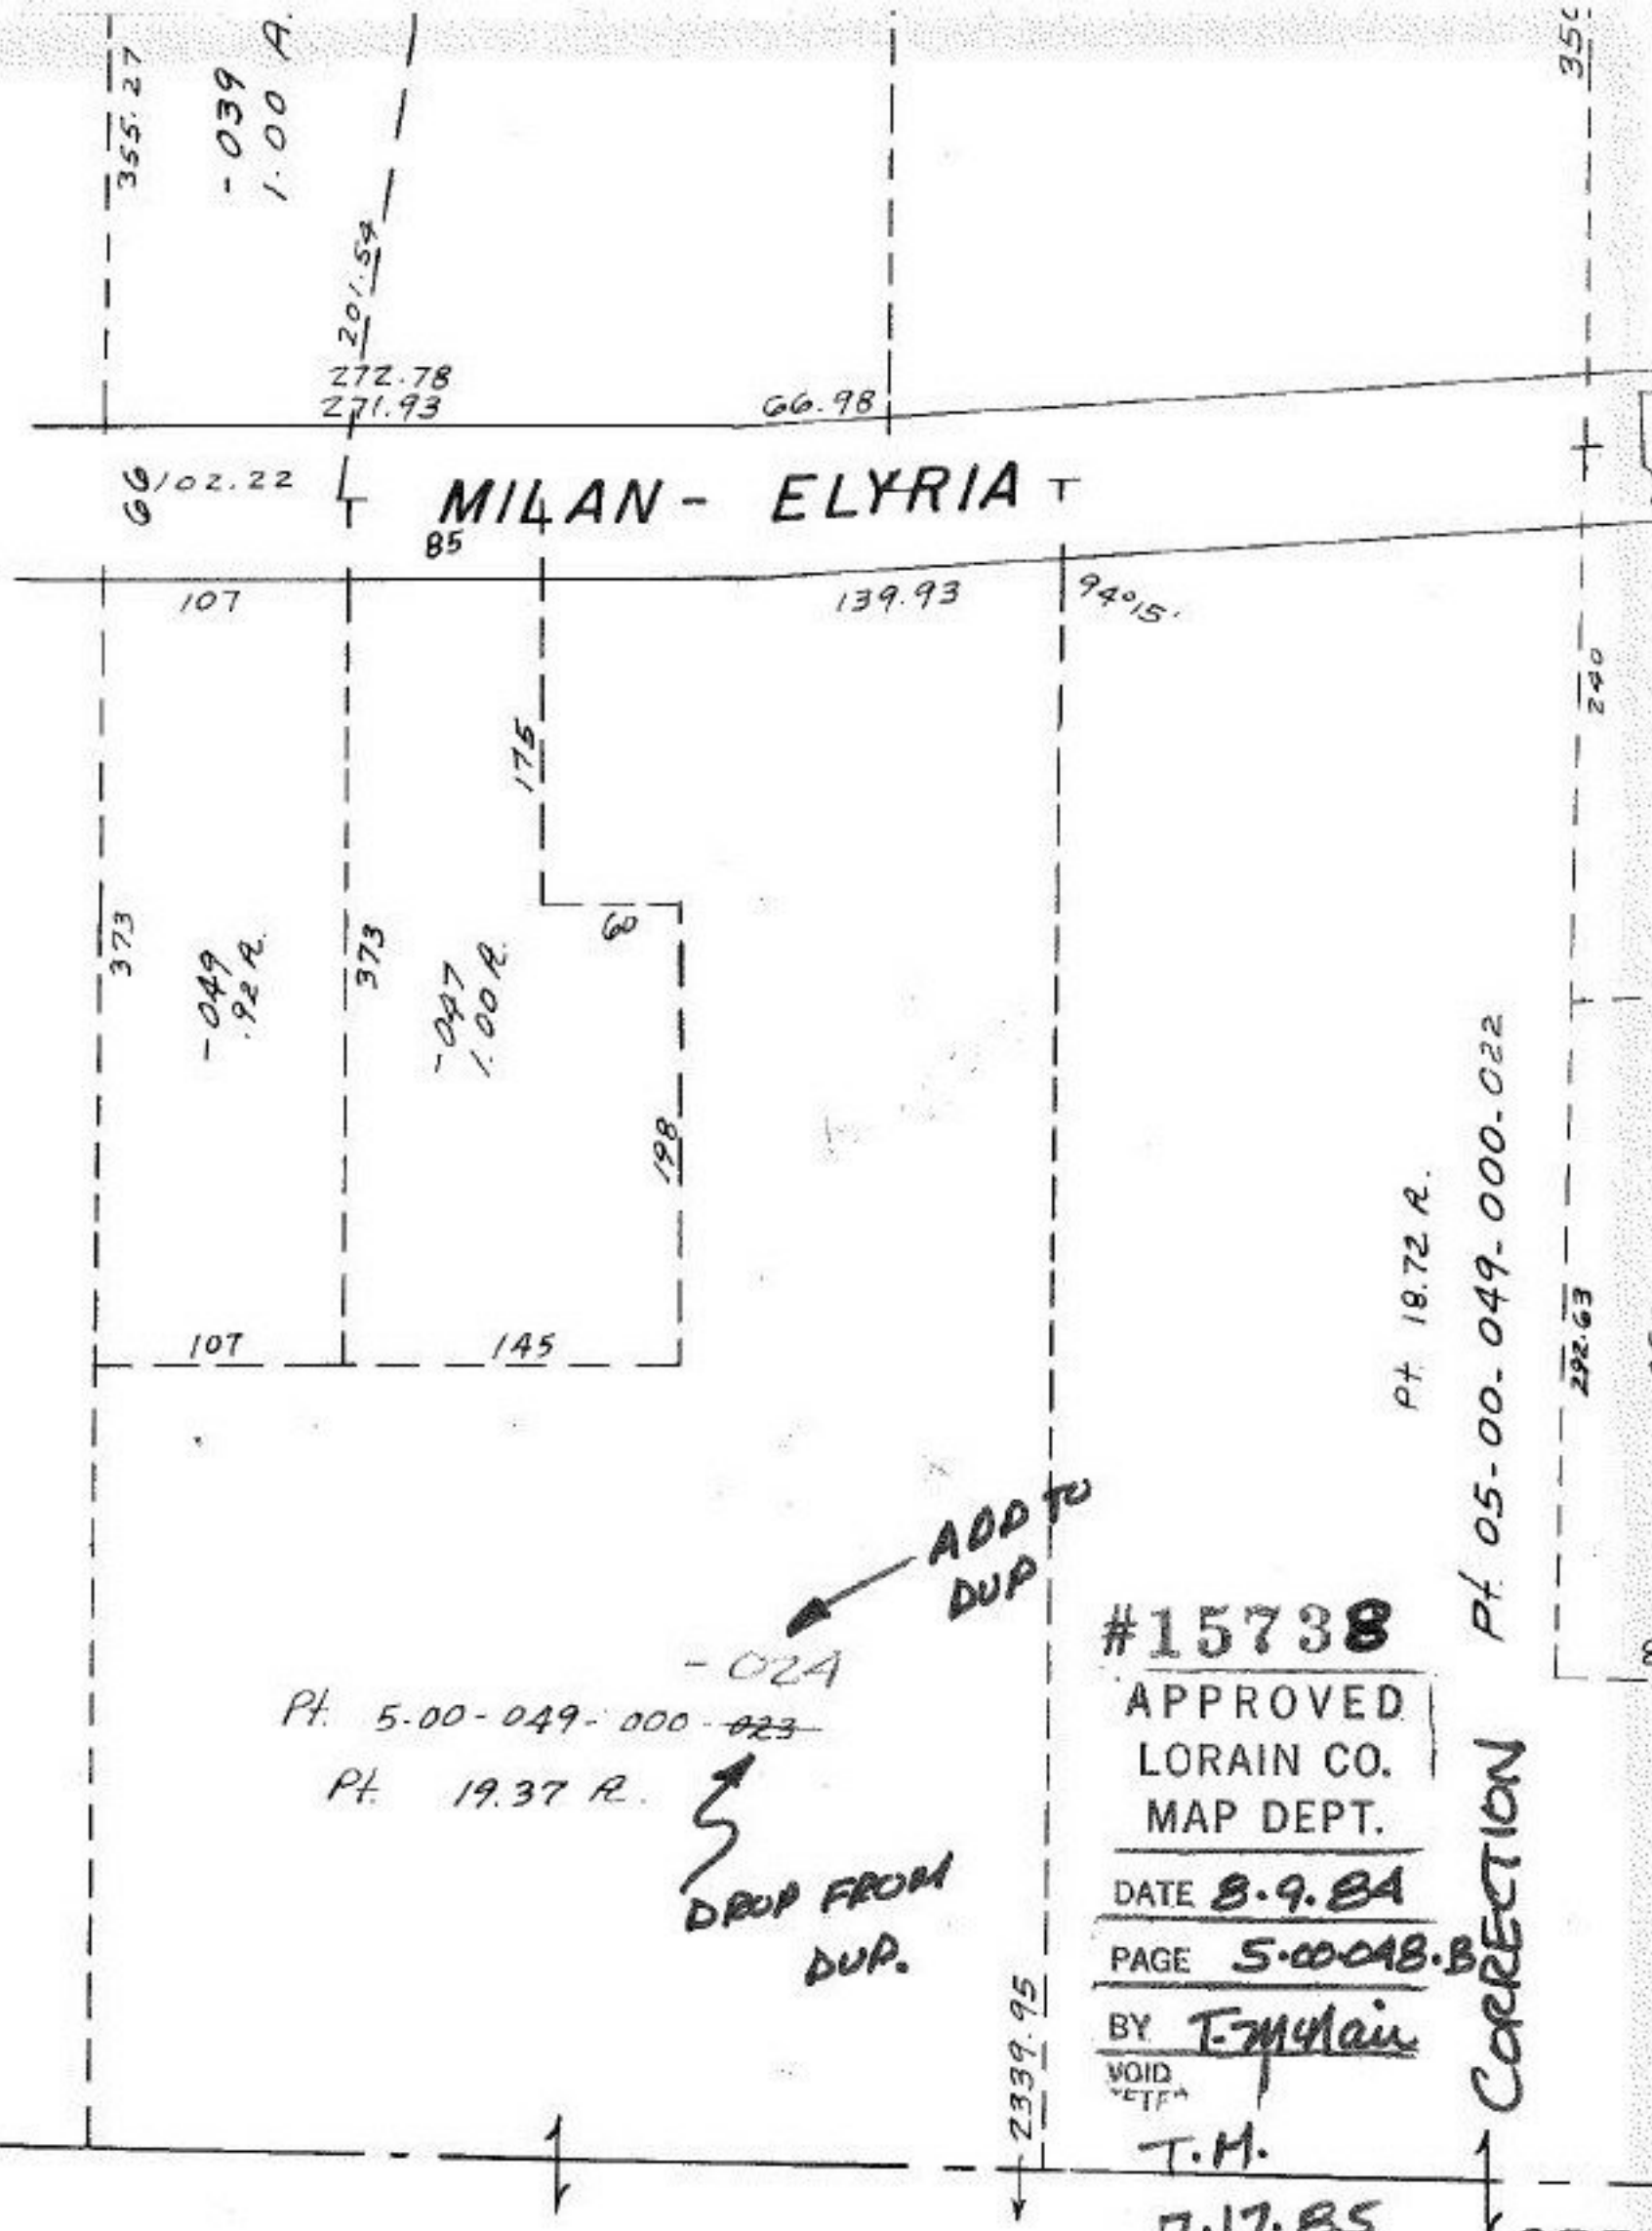 355.27
- 039
1.00 A.
201.54
272.78
271.93
66.98
66
102.22
MILAN - ELYRIA
85
107
139.93
94°15'
240
175
60
373
- 049
.92 A.
373
- 047
1.00 A.
198
107
145
Pt. 18.72 A.
Pt. 05-00-049-000-022
292.63
ADD TO
DUP
- 024
Pt. 5-00-049-000-023
Pt. 19.37 A.
DROP FROM
DUP.
2339.95
#15738
APPROVED
LORAIN CO.
MAP DEPT.
DATE 8.9.84
PAGE 5-00-048-B
BY T. McNair
VOID
T.M.
CORRECTION
7.17.85